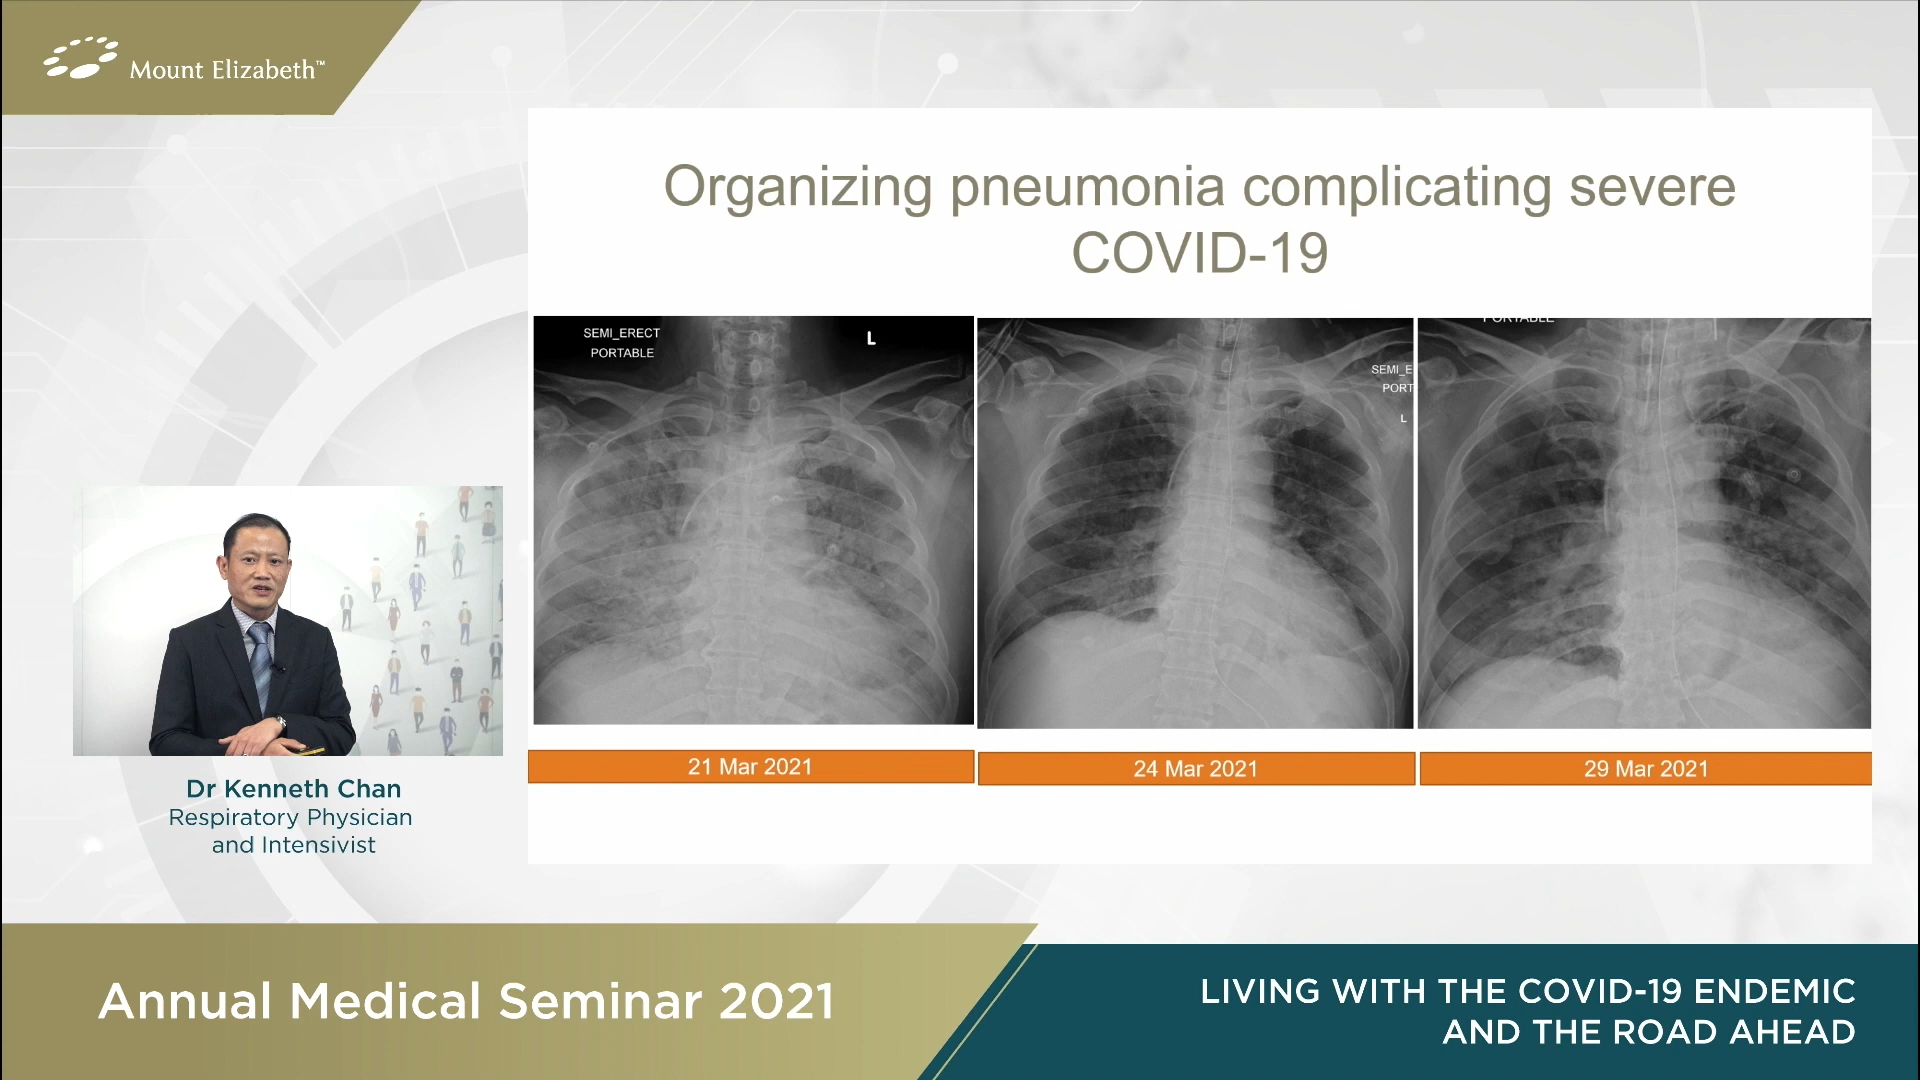 Mount Elizabeth™
Organizing pneumonia complicating severe
COVID-19
SEMI_ERECT
PORTABLE
L
SEMI_E
PORT
L
PORTABLE
21 Mar 2021
24 Mar 2021
29 Mar 2021
Dr Kenneth Chan
Respiratory Physician
and Intensivist
Annual Medical Seminar 2021
LIVING WITH THE COVID-19 ENDEMIC
AND THE ROAD AHEAD